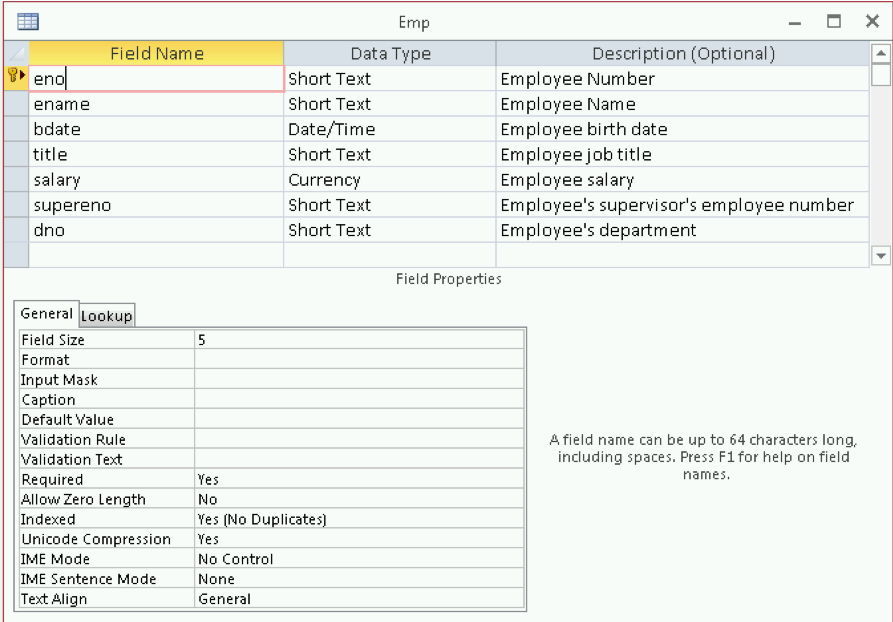 Emp
Field Name Data Type Description (Optional)
eno Short Text Employee Number
ename Short Text Employee Name
bdate Date/Time Employee birth date
title Short Text Employee job title
salary Currency Employee salary
supereno Short Text Employee's supervisor's employee number
dno Short Text Employee's department
Field Properties
General Lookup
Field Size 5
Format
Input Mask
Caption
Default Value
Validation Rule
Validation Text
Required Yes
Allow Zero Length No
Indexed Yes (No Duplicates)
Unicode Compression Yes
IME Mode No Control
IME Sentence Mode None
Text Align General
A field name can be up to 64 characters long,
including spaces. Press F1 for help on field
names.